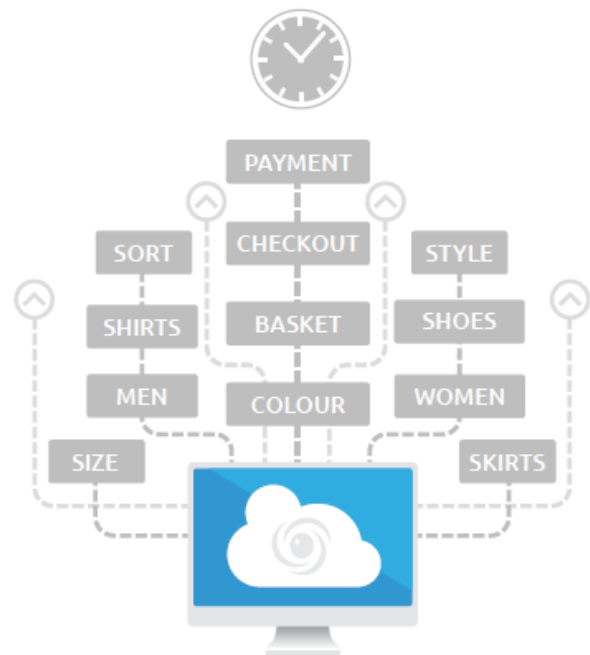 PAYMENT
CHECKOUT
SORT
STYLE
BASKET
SHIRTS
SHOES
MEN
COLOUR
WOMEN
SIZE
SKIRTS